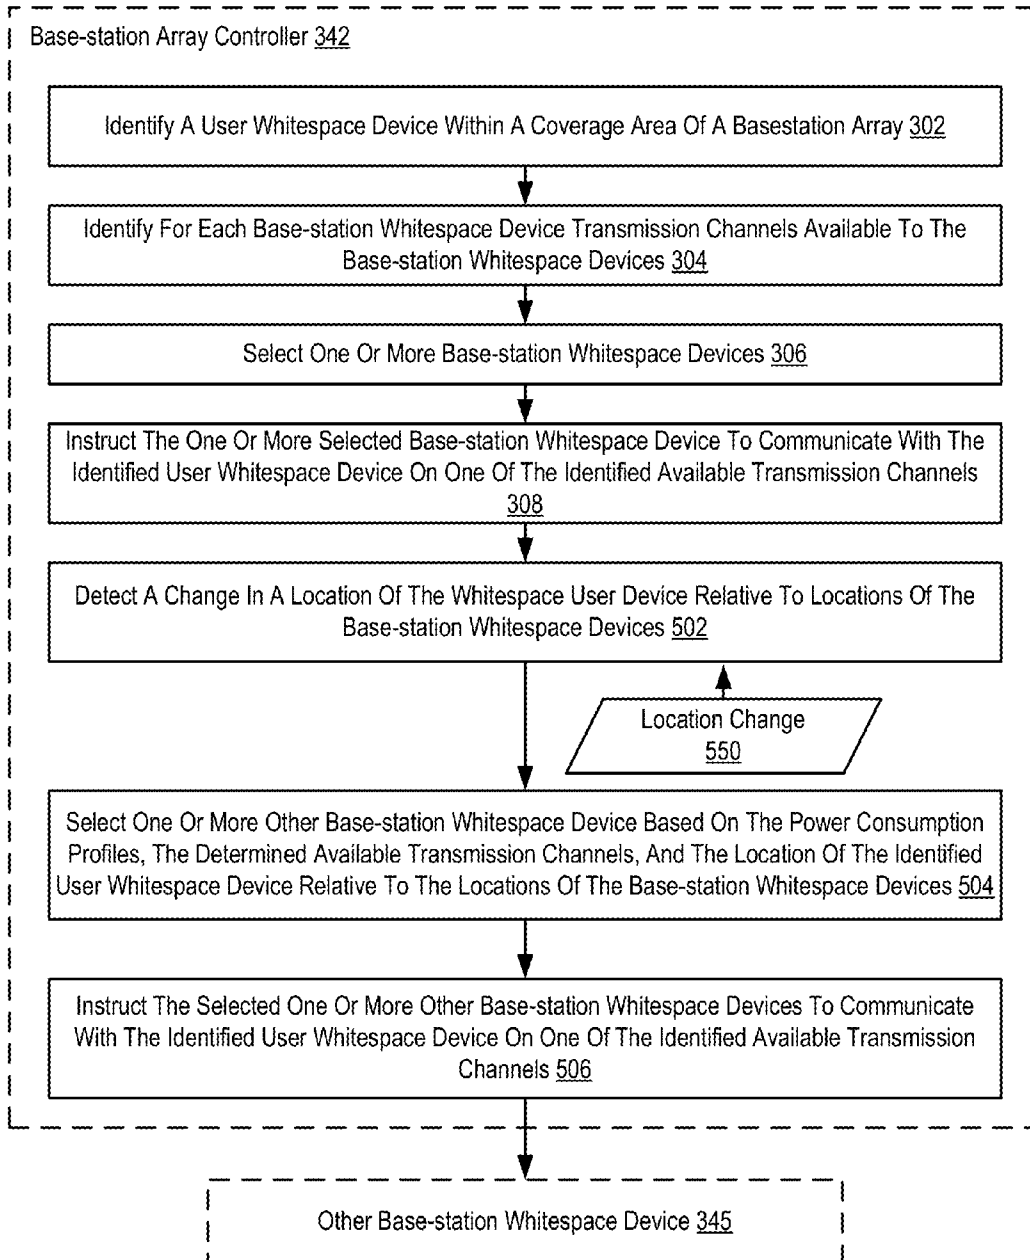 Base-station Array Controller 342
Identify A User Whitespace Device Within A Coverage Area Of A Basestation Array 302
Identify For Each Base-station Whitespace Device Transmission Channels Available To The
Base-station Whitespace Devices 304
Select One Or More Base-station Whitespace Devices 306
Instruct The One Or More Selected Base-station Whitespace Device To Communicate With The
Identified User Whitespace Device On One Of The Identified Available Transmission Channels
308
Detect A Change In A Location Of The Whitespace User Device Relative To Locations Of The
Base-station Whitespace Devices 502
Location Change
550
Select One Or More Other Base-station Whitespace Device Based On The Power Consumption
Profiles, The Determined Available Transmission Channels, And The Location Of The Identified
User Whitespace Device Relative To The Locations Of The Base-station Whitespace Devices 504
Instruct The Selected One Or More Other Base-station Whitespace Devices To Communicate
With The Identified User Whitespace Device On One Of The Identified Available Transmission
Channels 506
Other Base-station Whitespace Device 345